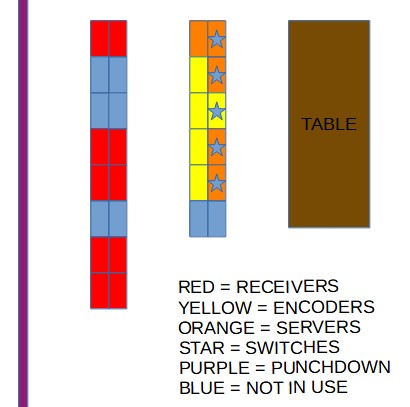 TABLE
RED = RECEIVERS
YELLOW = ENCODERS
ORANGE = SERVERS
STAR = SWITCHES
PURPLE = PUNCHDOWN
BLUE = NOT IN USE